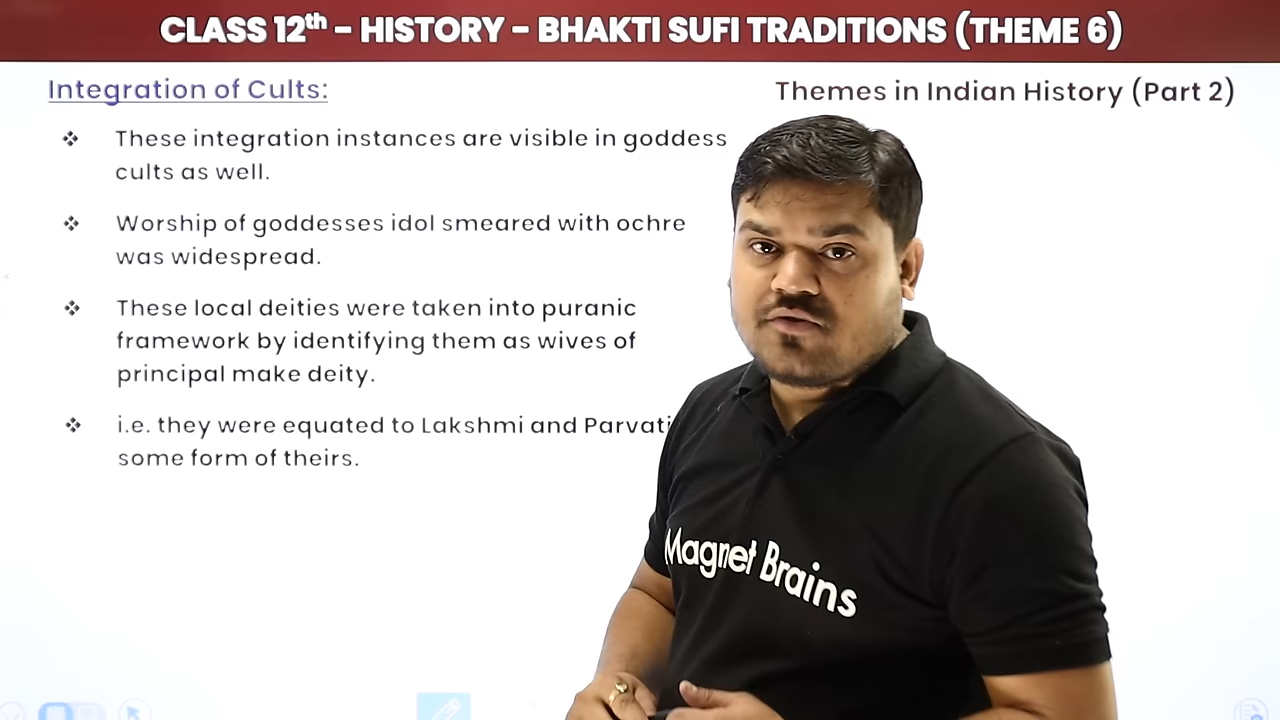 CLASS 12th - HISTORY - BHAKTI SUFI TRADITIONS (THEME 6)
Integration of Cults:
Themes in Indian History (Part 2)
❖ These integration instances are visible in goddess
cults as well.
❖ Worship of goddesses idol smeared with ochre
was widespread.
❖ These local deities were taken into puranic
framework by identifying them as wives of
principal make deity.
❖ i.e. they were equated to Lakshmi and Parvati
some form of theirs.
Magnet Brains